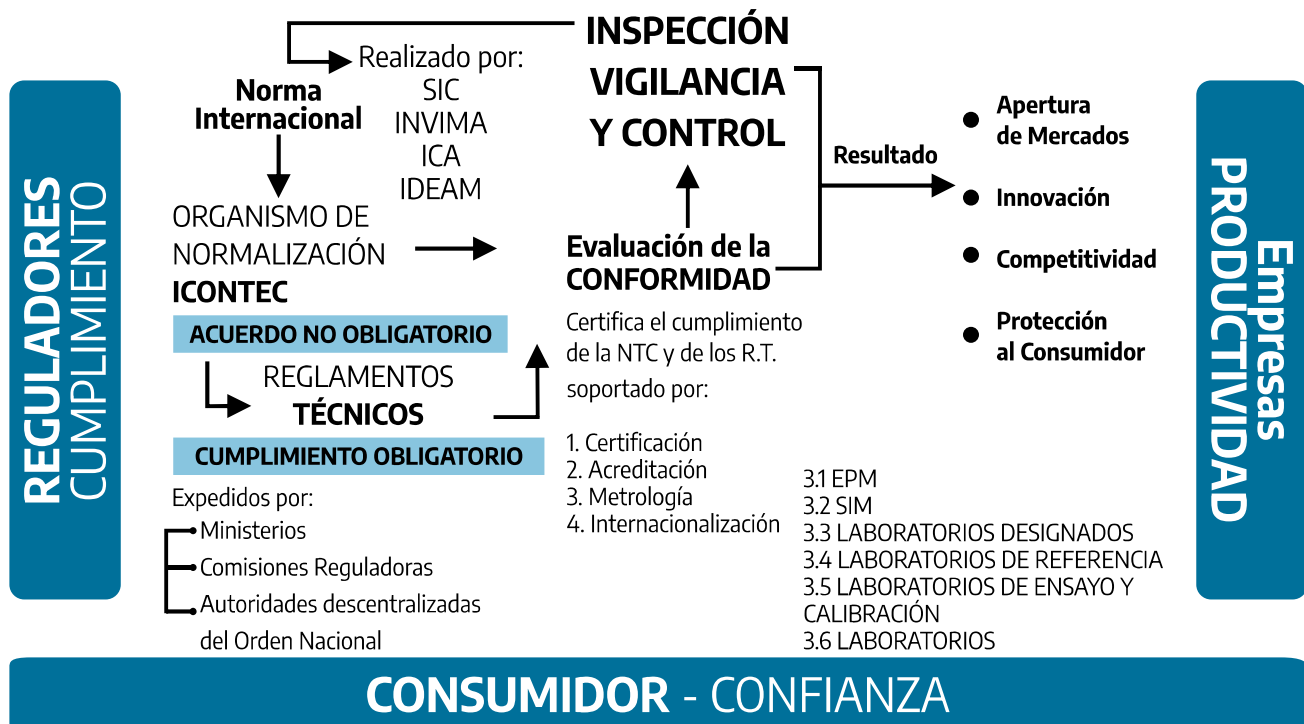 REGULADORES
CUMPLIMIENTO
Norma
Internacional
ORGANISMO DE
NORMALIZACIÓN
ICONTEC
ACUERDO NO OBLIGATORIO
REGLAMENTOS
TÉCNICOS
CUMPLIMIENTO OBLIGATORIO
Expedidos por:
Ministerios
Comisiones Reguladoras
Autoridades descentralizadas
del Orden Nacional
Realizado por:
SIC
INVIMA
ICA
IDEAM
INSPECCIÓN
VIGILANCIA
Y CONTROL
Evaluación de la
CONFORMIDAD
Certifica el cumplimiento
de la NTC y de los R.T.
soportado por:
1. Certificación
2. Acreditación
3. Metrología
4. Internacionalización
3.1 EPM
3.2 SIM
3.3 LABORATORIOS DESIGNADOS
3.4 LABORATORIOS DE REFERENCIA
3.5 LABORATORIOS DE ENSAYO Y
CALIBRACIÓN
3.6 LABORATORIOS
Resultado
Apertura
de Mercados
Innovación
Competitividad
Protección
al Consumidor
Empresas
PRODUCTIVIDAD
CONSUMIDOR - CONFIANZA